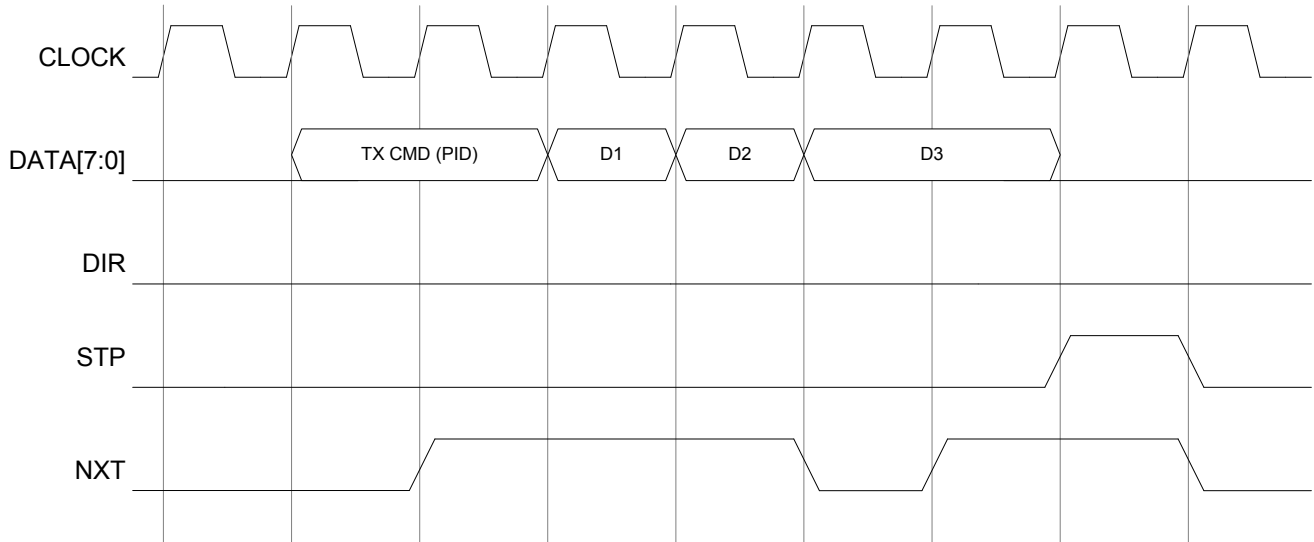 CLOCK
DATA[7:0]
TX CMD (PID)
D1
D2
D3
DIR
STP
NXT